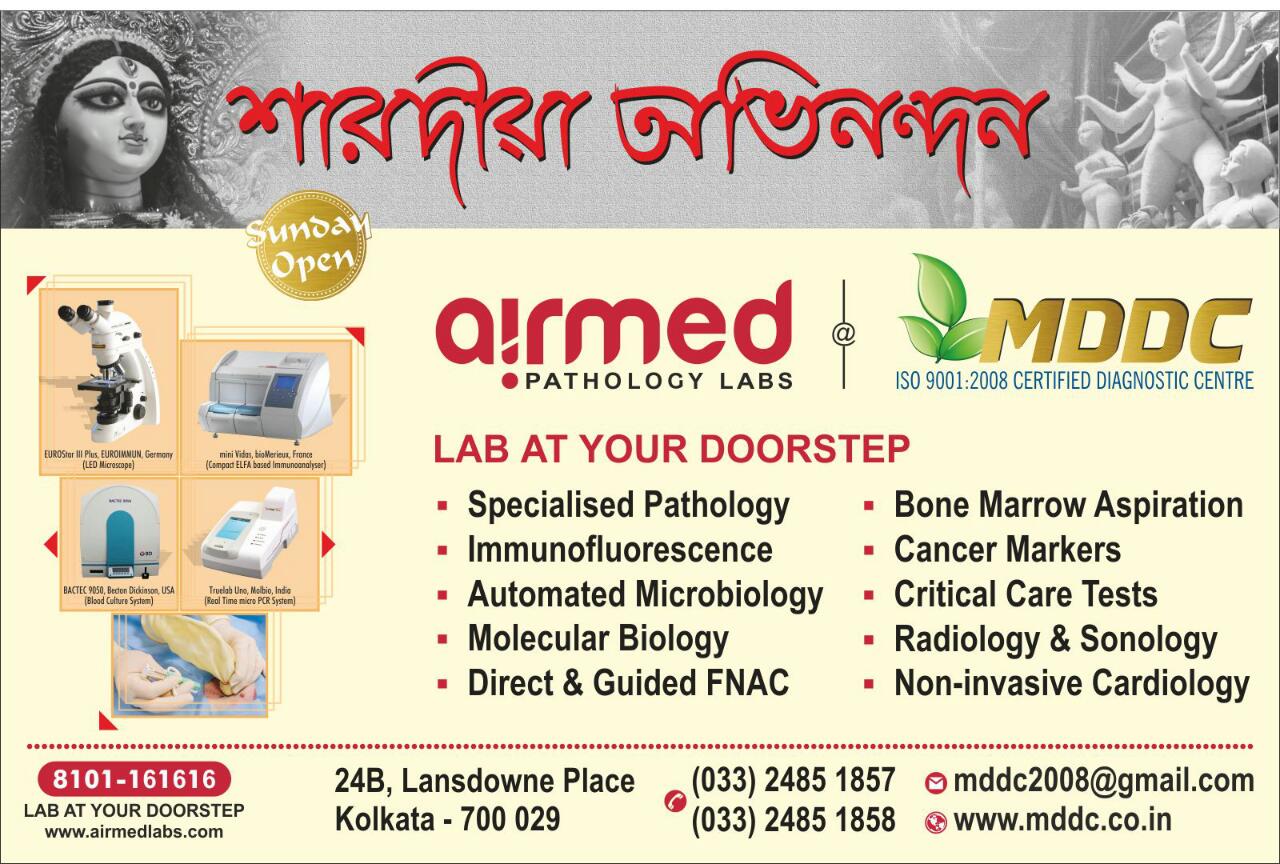 শারদীয়া অভিনন্দন
Sunday
Open
airmed
PATHOLOGY LABS
@
MDDC
ISO 9001:2008 CERTIFIED DIAGNOSTIC CENTRE
EUROStar III Plus, EUROIMMUN, Germany
(LED Microscope)
mini Vidas, bioMerieux, France
(Compact ELFA based Immunoanalyser)
BACTEC 9050, Becton Dickinson, USA
(Blood Culture System)
Truelab Uno, Molbio, India
(Real Time micro PCR System)
LAB AT YOUR DOORSTEP
▪ Specialised Pathology
▪ Immunofluorescence
▪ Automated Microbiology
▪ Molecular Biology
▪ Direct & Guided FNAC
▪ Bone Marrow Aspiration
▪ Cancer Markers
▪ Critical Care Tests
▪ Radiology & Sonology
▪ Non-invasive Cardiology
8101-161616
LAB AT YOUR DOORSTEP
www.airmedlabs.com
24B, Lansdowne Place
Kolkata - 700 029
(033) 2485 1857
(033) 2485 1858
mddc2008@gmail.com
www.mddc.co.in